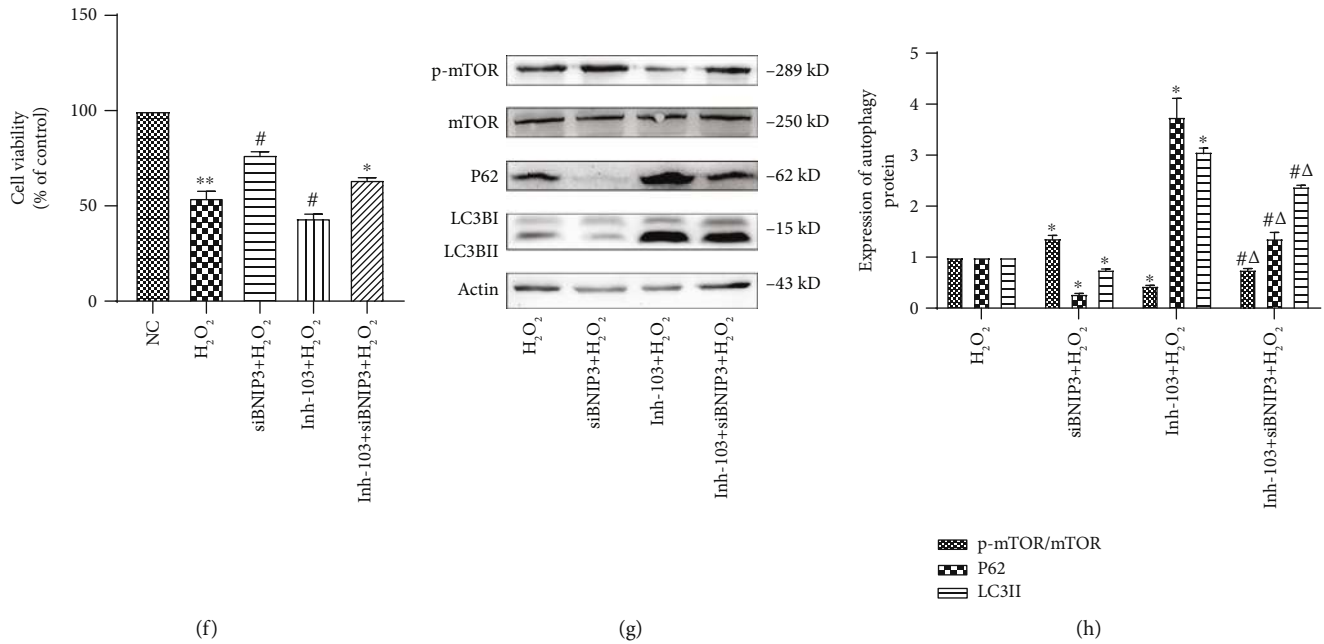 150
100
50
0
Cell viability
(% of control)
**
#
#
*
NC
H2O2
siBNIP3+H2O2
Inh-103+H2O2
Inh-103+siBNIP3+H2O2
(f)
p-mTOR
–289 kD
mTOR
–250 kD
P62
–62 kD
LC3BI
–15 kD
LC3BII
Actin
–43 kD
H2O2
siBNIP3+H2O2
Inh-103+H2O2
Inh-103+siBNIP3+H2O2
(g)
5
4
3
2
1
0
Expression of autophagy
protein
*
*
*
*
*
*
#Δ
#Δ
#Δ
H2O2
siBNIP3+H2O2
Inh-103+H2O2
Inh-103+siBNIP3+H2O2
p-mTOR/mTOR
P62
LC3II
(h)